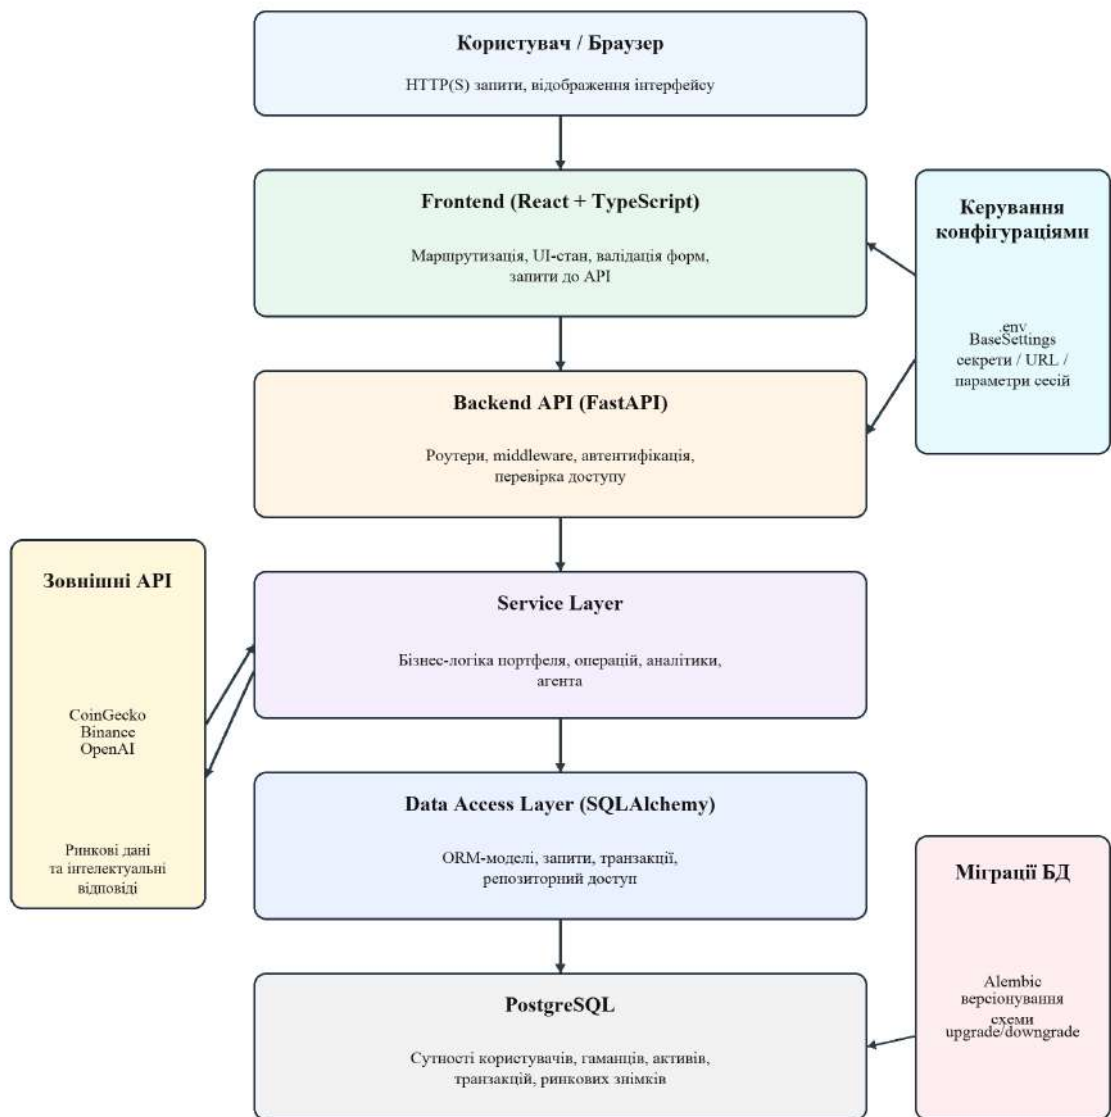 Користувач / Браузер
HTTP(S) запити, відображення інтерфейсу
Frontend (React + TypeScript)
Маршрутизація, UI-стан, валідація форм,
запити до API
Керування
конфігураціями
.env
BaseSettings
секрети / URL /
параметри сесій
Backend API (FastAPI)
Роутери, middleware, автентифікація,
перевірка доступу
Зовнішні API
CoinGecko
Binance
OpenAI
Ринкові дані
та інтелектуальні
відповіді
Service Layer
Бізнес-логіка портфеля, операцій, аналітики,
агента
Data Access Layer (SQLAlchemy)
ORM-моделі, запити, транзакції,
репозиторний доступ
Міграції БД
Alembic
версіонування
схеми
upgrade/downgrade
PostgreSQL
Сутності користувачів, гаманців, активів,
транзакцій, ринкових знімків